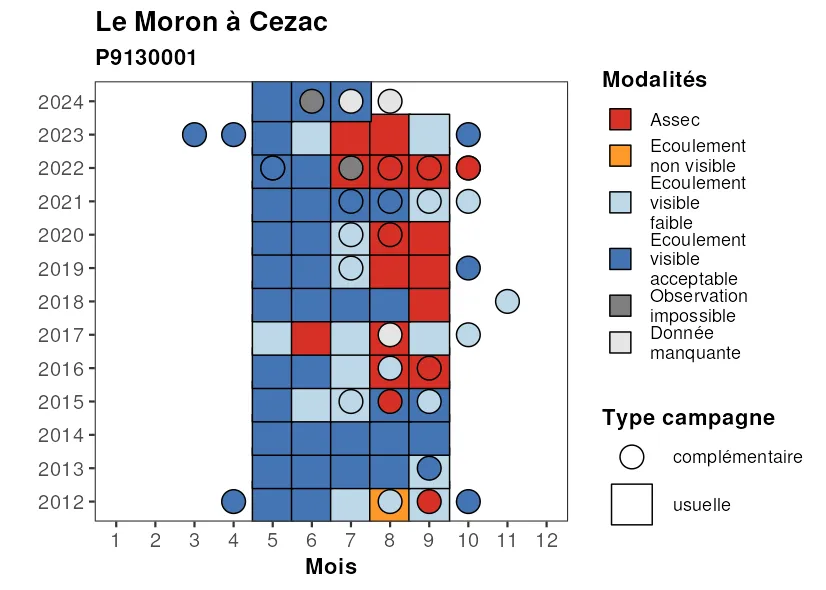 Le Moron à Cezac
P9130001
2024
2023
2022
2021
2020
2019
2018
2017
2016
2015
2014
2013
2012
1 2 3 4 5 6 7 8 9 10 11 12
Mois
Modalités
Assec
Ecoulement
non visible
Ecoulement
visible
faible
Ecoulement
visible
acceptable
Observation
impossible
Donnée
manquante
Type campagne
complémentaire
usuelle